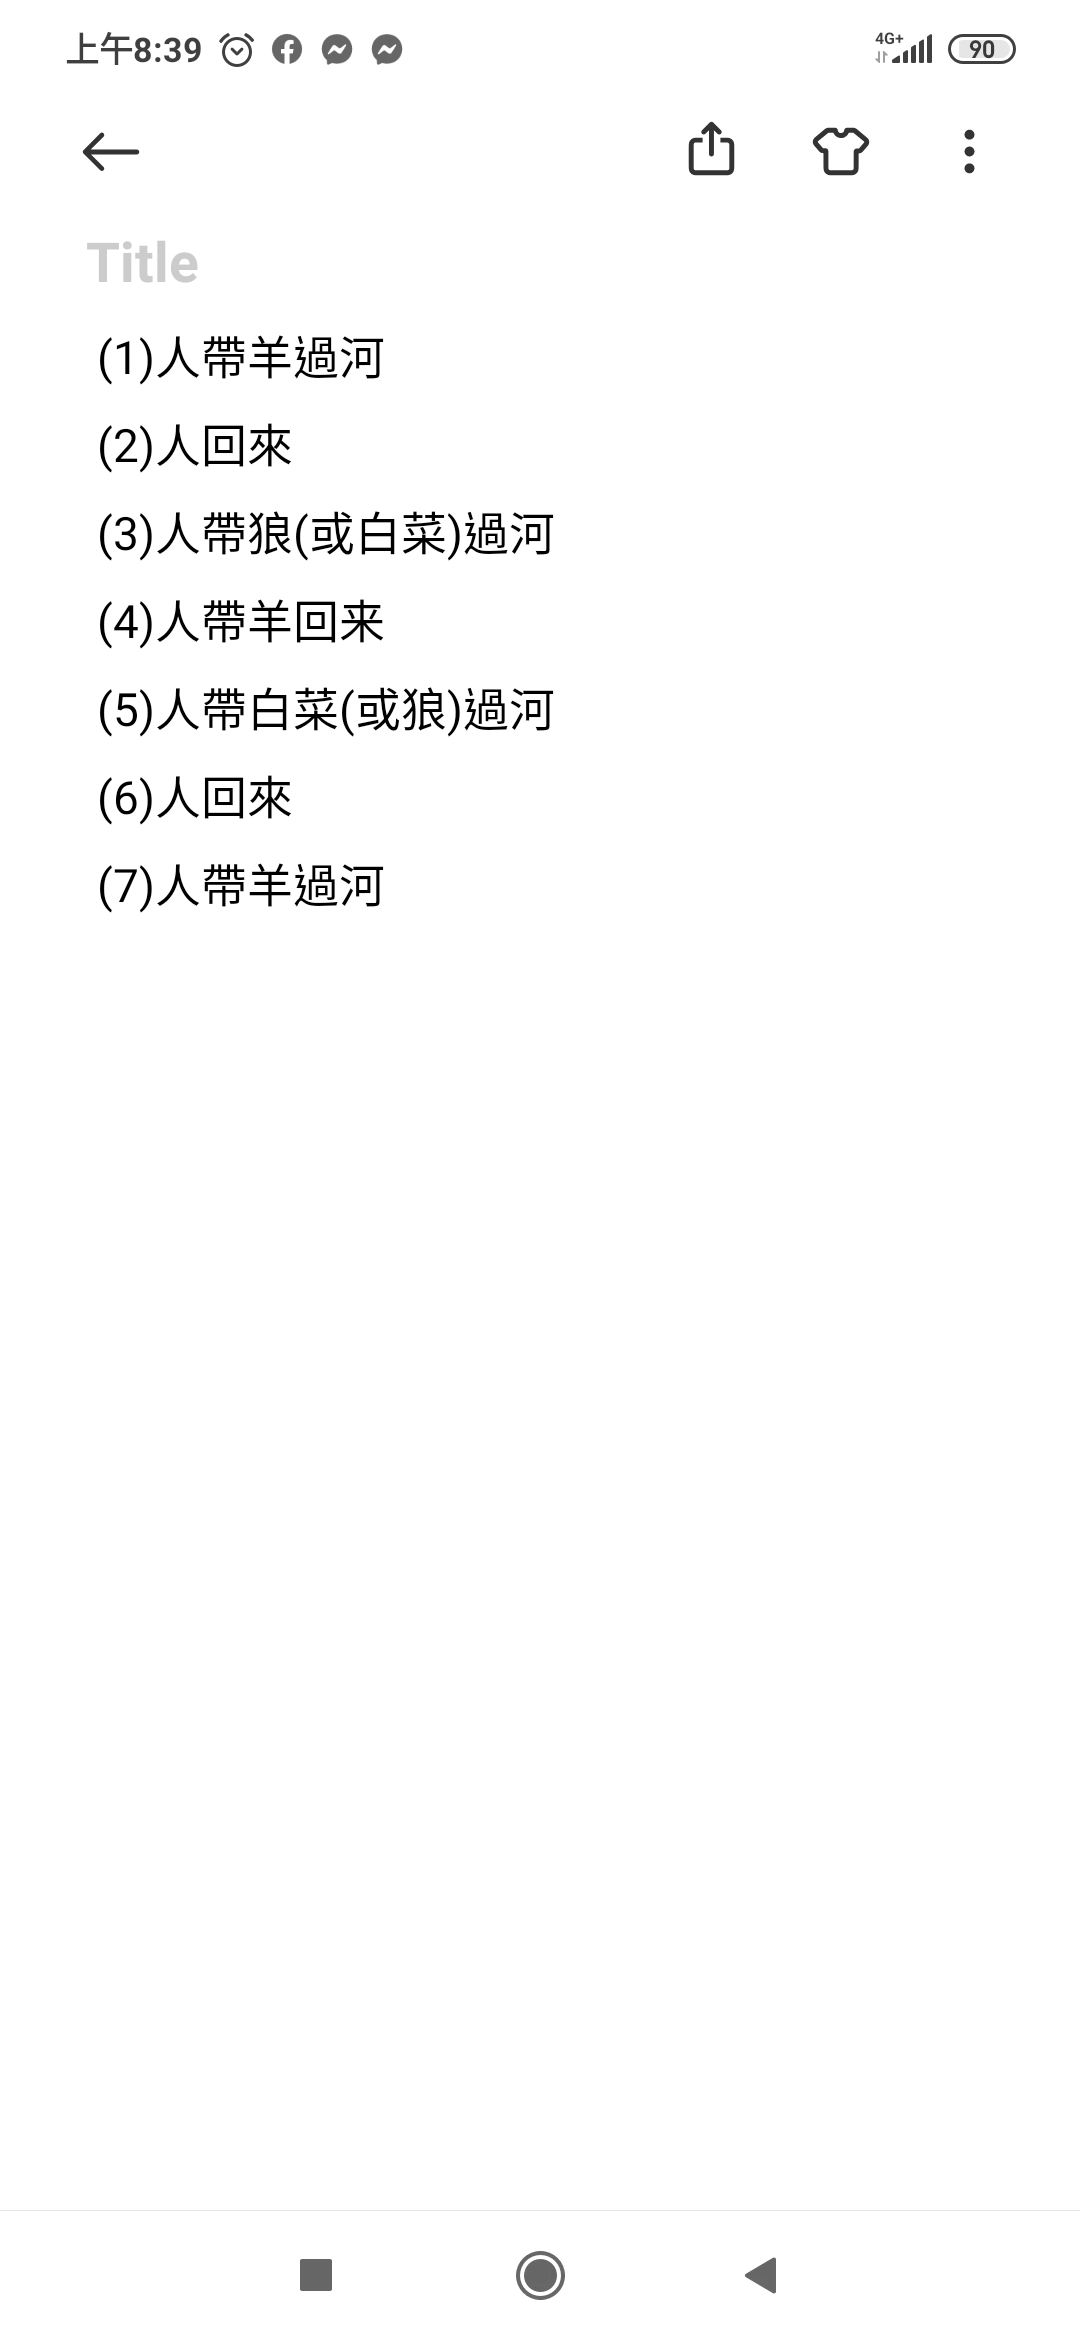 上午8:39
4G+
90
Title
(1)人帶羊過河
(2)人回來
(3)人帶狼(或白菜)過河
(4)人帶羊回来
(5)人帶白菜(或狼)過河
(6)人回來
(7)人帶羊過河